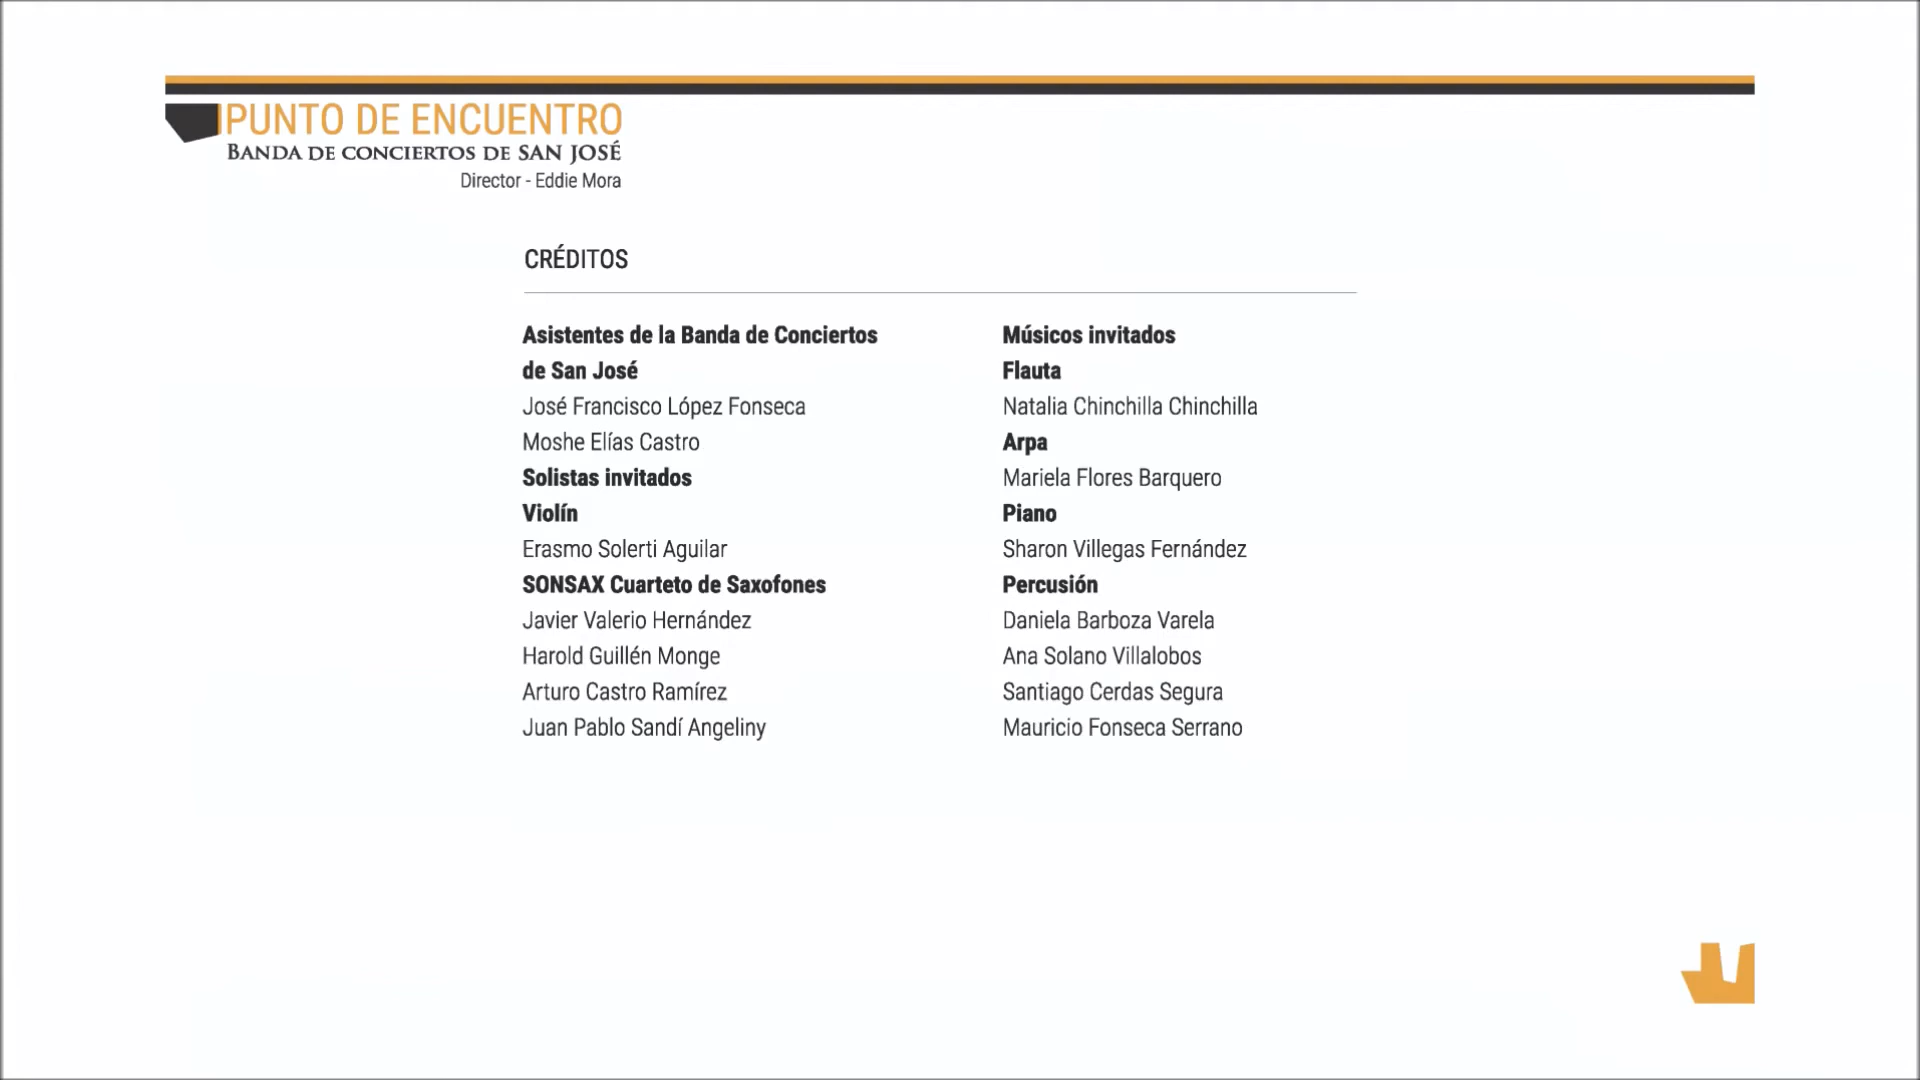 PUNTO DE ENCUENTRO
BANDA DE CONCIERTOS DE SAN JOSÉ
Director - Eddie Mora
CRÉDITOS
Asistentes de la Banda de Conciertos
de San José
José Francisco López Fonseca
Moshe Elías Castro
Solistas invitados
Violín
Erasmo Solerti Aguilar
SONSAX Cuarteto de Saxofones
Javier Valerio Hernández
Harold Guillén Monge
Arturo Castro Ramírez
Juan Pablo Sandí Angeliny
Músicos invitados
Flauta
Natalia Chinchilla Chinchilla
Arpa
Mariela Flores Barquero
Piano
Sharon Villegas Fernández
Percusión
Daniela Barboza Varela
Ana Solano Villalobos
Santiago Cerdas Segura
Mauricio Fonseca Serrano